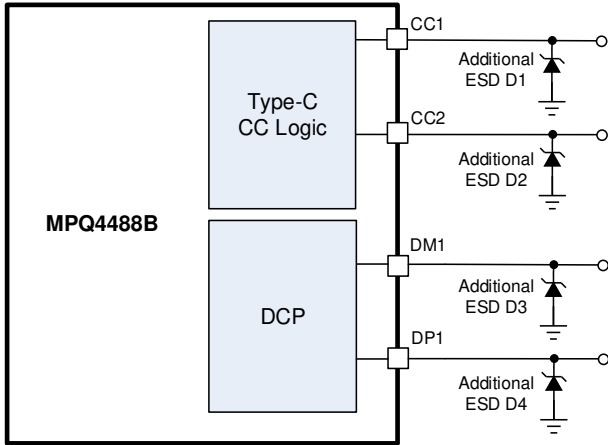 CC1
Additional
ESD D1
Type-C
CC Logic
CC2
Additional
ESD D2
MPQ4488B
DM1
Additional
ESD D3
DCP
DP1
Additional
ESD D4